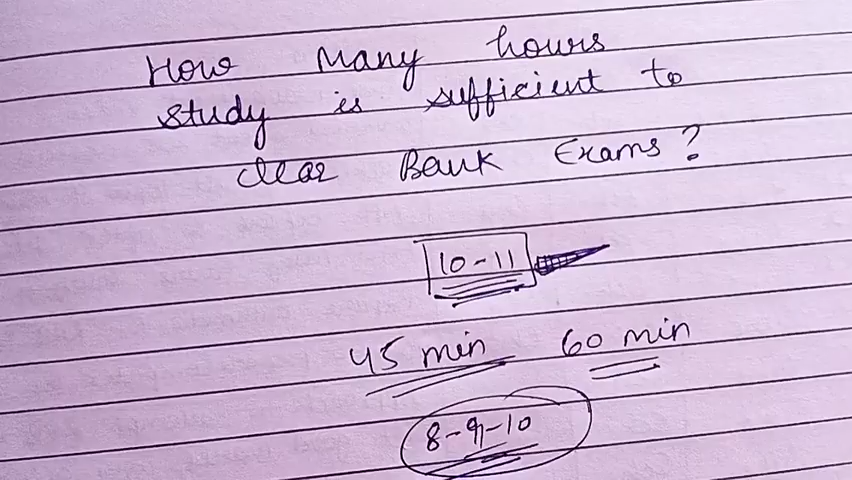 How Many hours
study is sufficient to
clear Bank Exams?
10-11
45 min 60 min
8-9-10